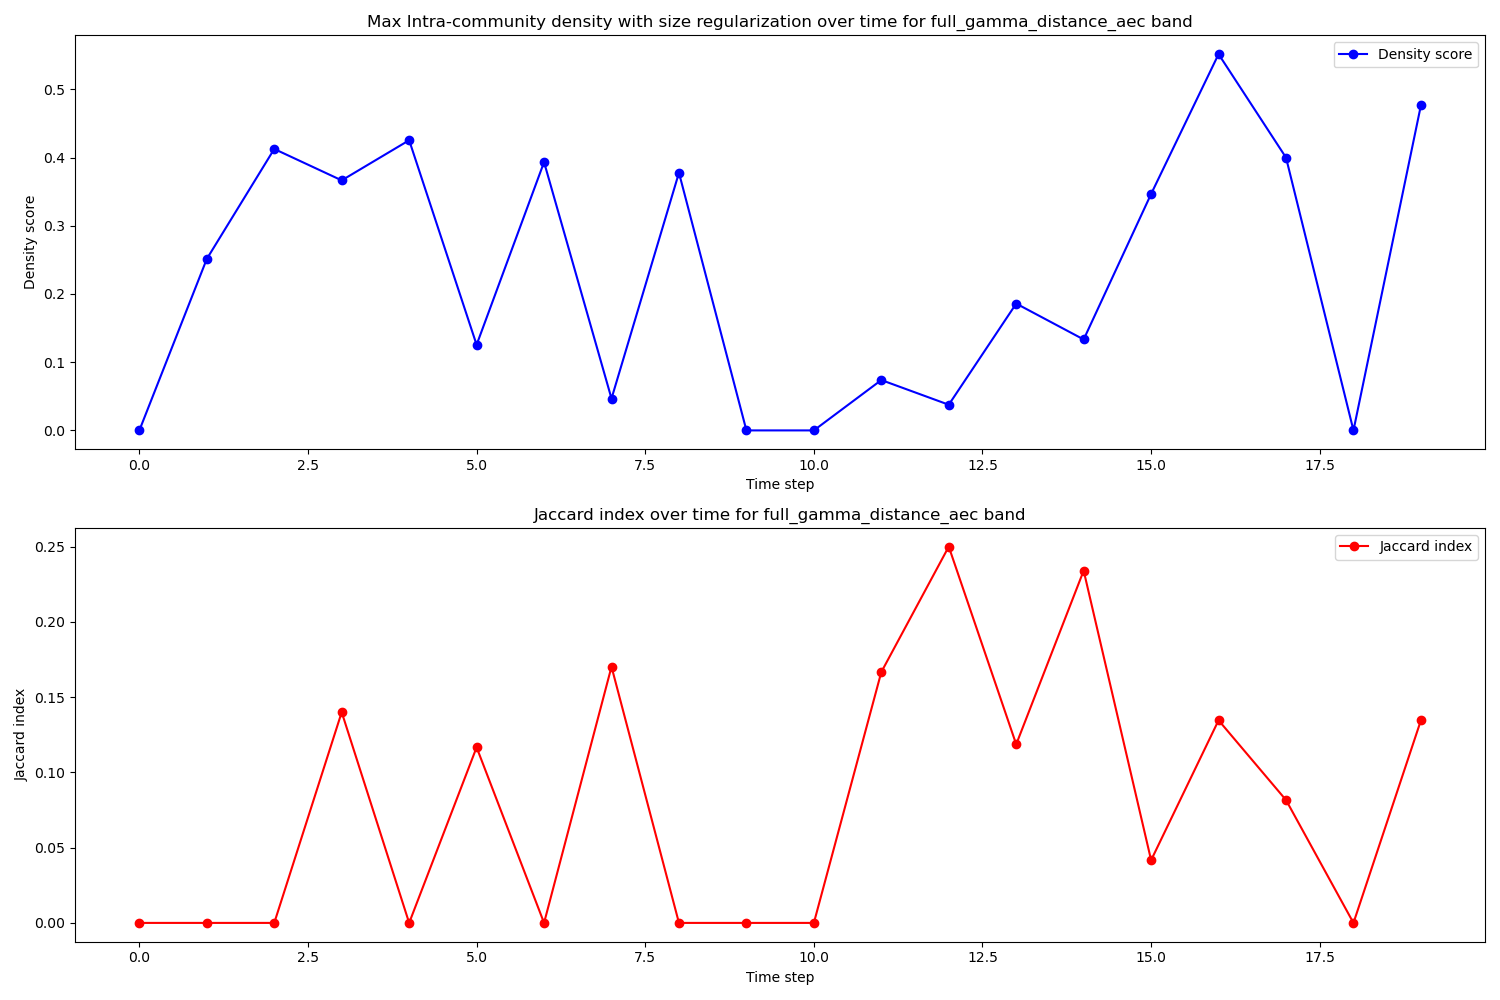 Max Intra-community density with size regularization over time for full_gamma_distance_aec band
Density score
Density score
0.5
0.4
0.3
0.2
0.1
0.0
0.0 2.5 5.0 7.5 10.0 12.5 15.0 17.5
Time step
Jaccard index over time for full_gamma_distance_aec band
Jaccard index
Jaccard index
0.25
0.20
0.15
0.10
0.05
0.00
0.0 2.5 5.0 7.5 10.0 12.5 15.0 17.5
Time step